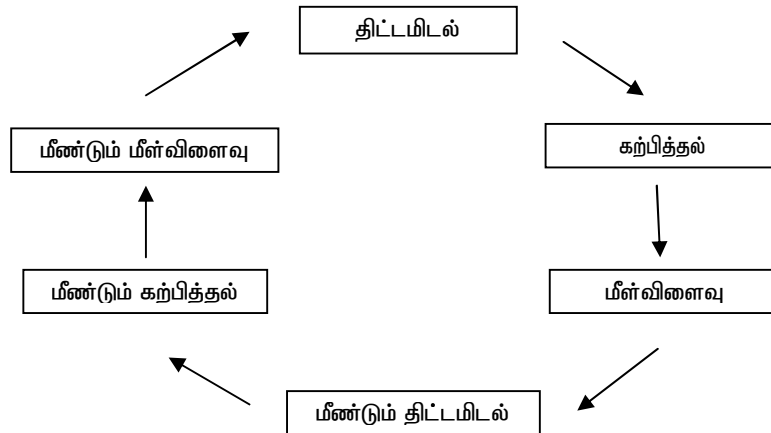 திட்டமிடல்
கற்பித்தல்
மீள்விளைவு
மீண்டும் திட்டமிடல்
மீண்டும் கற்பித்தல்
மீண்டும் மீள்விளைவு